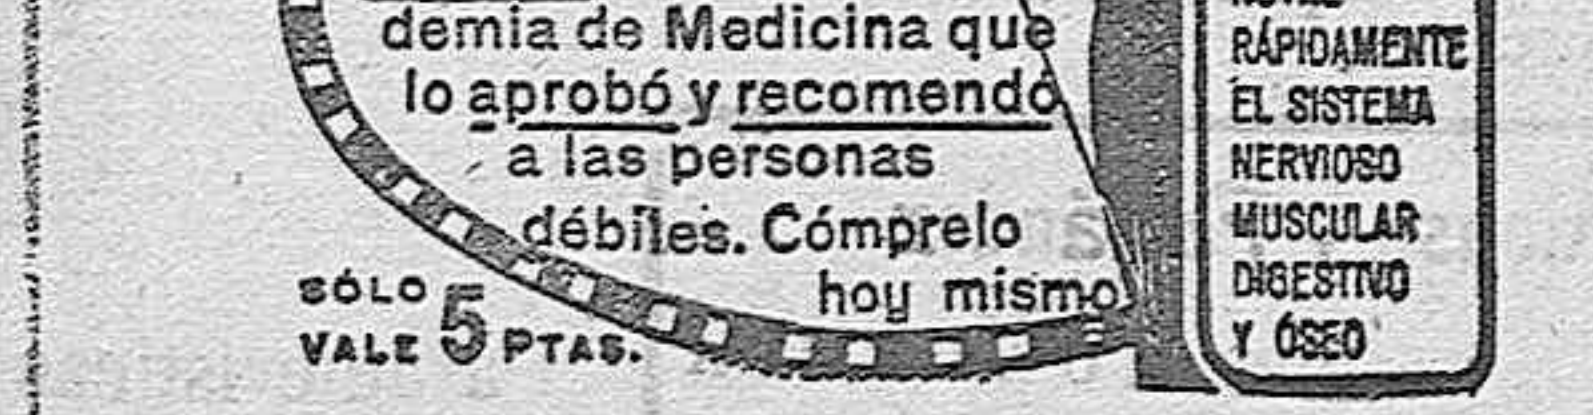 demia de Medicina que
lo aprobó y recomendó
a las personas
débiles. Cómprelo
hoy mismo
SÓLO
VALE 5 PTAS.
RÁPIDAMENTE
EL SISTEMA
NERVIOSO
MUSCULAR
DIGESTIVO
Y ÓSEO